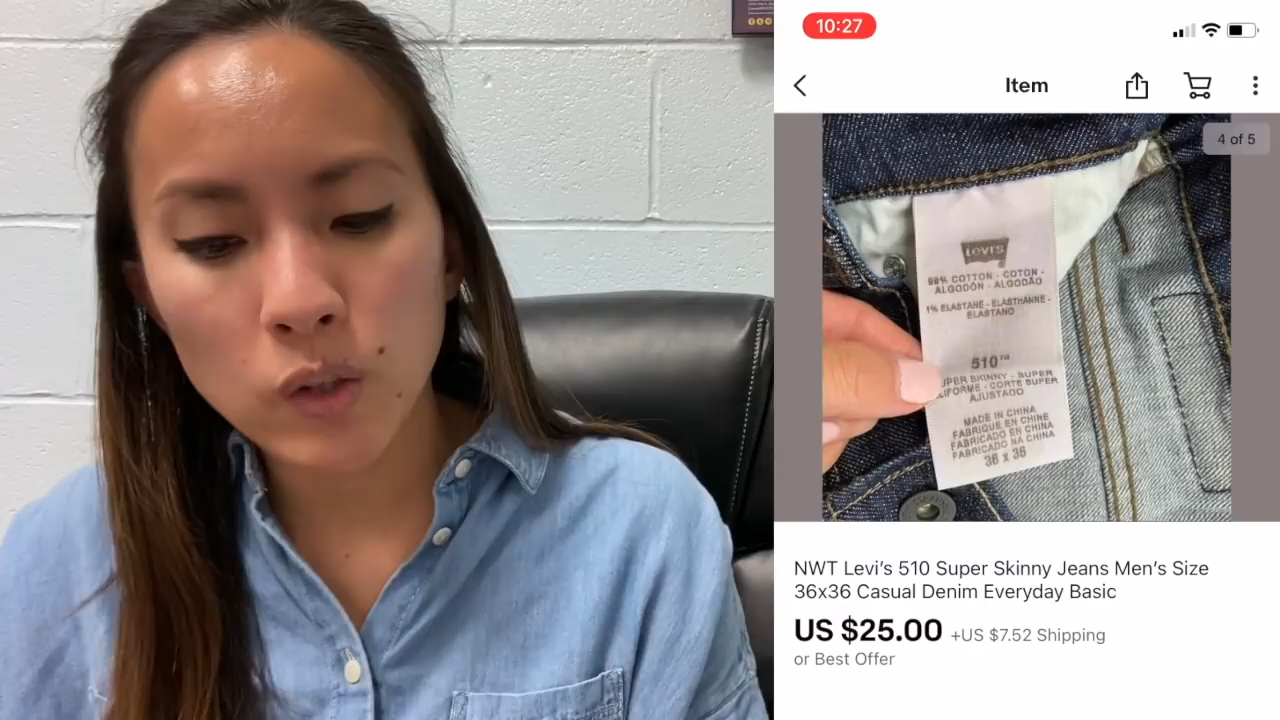 10:27
Item
4 of 5
Levi's
99% COTTON - COTON -
ALGODÓN - ALGODÃO
1% ELASTANE - ELASTHANNE -
ELASTANO
510™
SUPER SKINNY - SUPER
AJUSTADO
MADE IN CHINA
FABRIQUE EN CHINE
FABRICADO EN CHINA
FABRICADO NA CHINA
36 x 36
NWT Levi's 510 Super Skinny Jeans Men's Size
36x36 Casual Denim Everyday Basic
US $25.00 +US $7.52 Shipping
or Best Offer